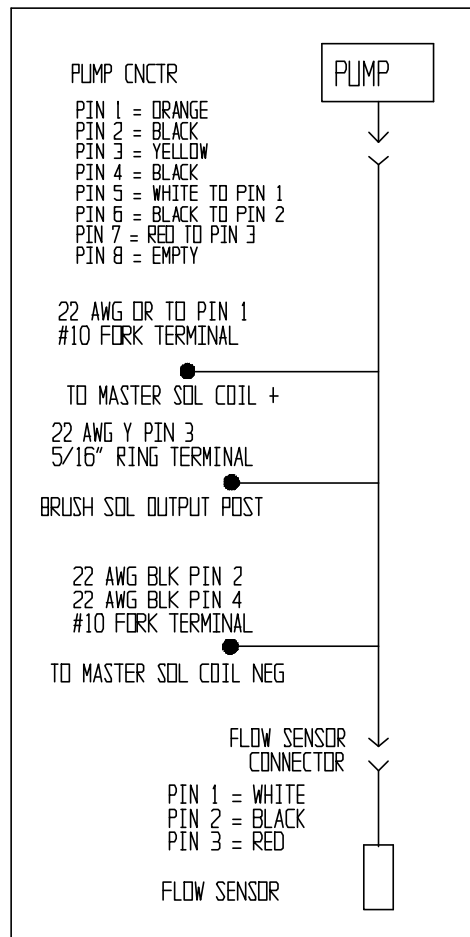 PUMP CNCTR
PUMP
PIN 1 = ORANGE
PIN 2 = BLACK
PIN 3 = YELLOW
PIN 4 = BLACK
PIN 5 = WHITE TO PIN 1
PIN 6 = BLACK TO PIN 2
PIN 7 = RED TO PIN 3
PIN 8 = EMPTY
22 AWG OR TO PIN 1
#10 FORK TERMINAL
TO MASTER SOL COIL +
22 AWG Y PIN 3
5/16" RING TERMINAL
BRUSH SOL OUTPUT POST
22 AWG BLK PIN 2
22 AWG BLK PIN 4
#10 FORK TERMINAL
TO MASTER SOL COIL NEG
FLOW SENSOR
CONNECTOR
PIN 1 = WHITE
PIN 2 = BLACK
PIN 3 = RED
FLOW SENSOR